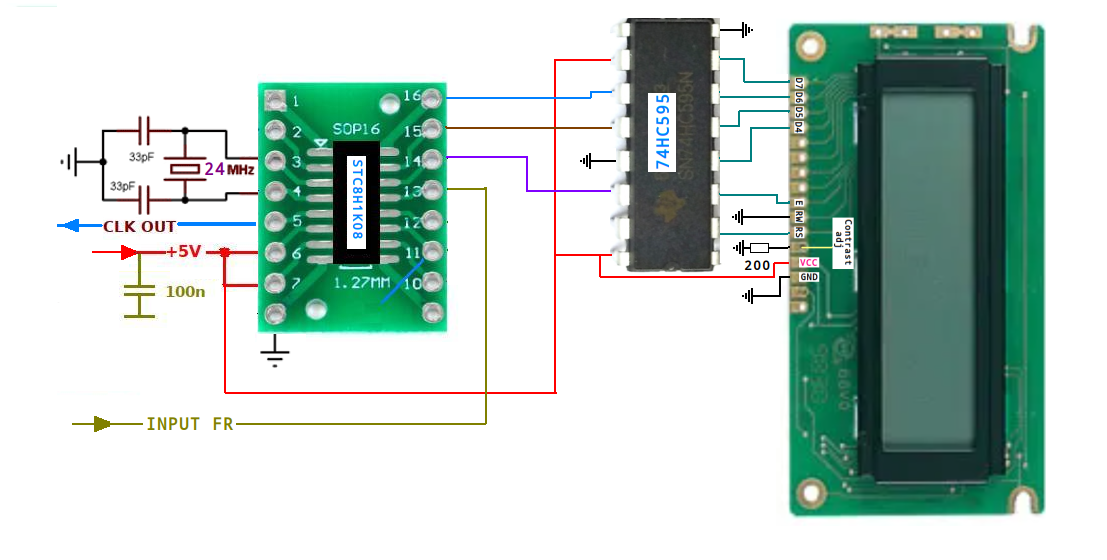 16
1
SOP16
2
15
33pF
24MHz
3
14
33pF
4
13
STC8H1K08
CLK OUT
5
12
+5V
6
11
100n
7
1.27MM
10
INPUT FR
74HC595
SN74HC595N
D7
D6
D5
D4
E
RW
RS
Contrast
adj
200
VCC
GND